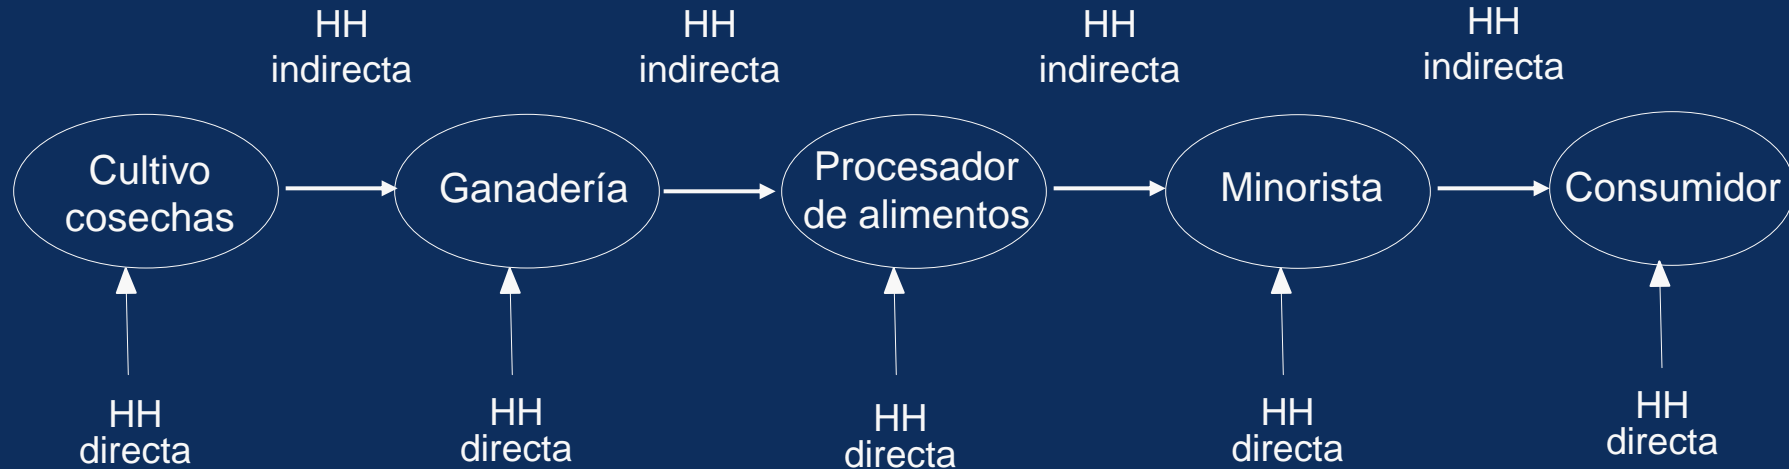 HH
indirecta
HH
indirecta
HH
indirecta
HH
indirecta
Cultivo
cosechas
Ganadería
Procesador
de alimentos
Minorista
Consumidor
HH
directa
HH
directa
HH
directa
HH
directa
HH
directa